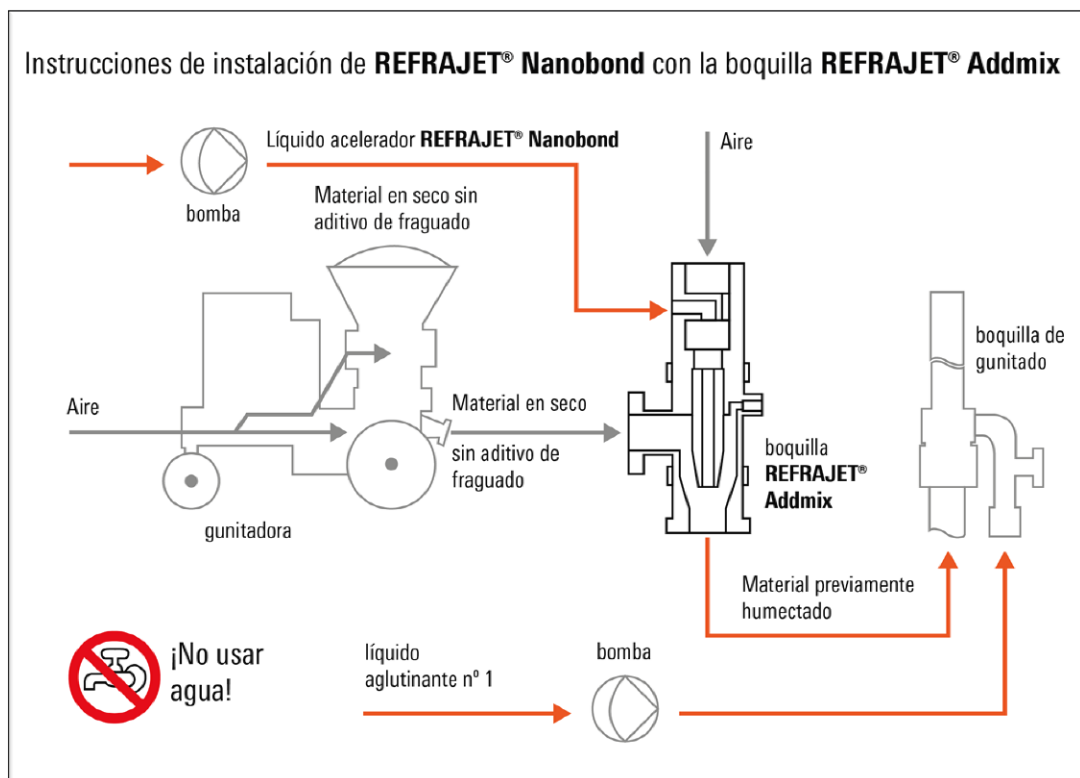 Instrucciones de instalación de REFRAJET® Nanobond con la boquilla REFRAJET® Addmix
Líquido acelerador REFRAJET® Nanobond
Aire
bomba
Material en seco sin
aditivo de fraguado
boquilla de
gunitado
Aire
Material en seco
sin aditivo de
fraguado
boquilla
REFRAJET®
Addmix
gunitadora
Material previamente
humectado
¡No usar
agua!
líquido
aglutinante nº 1
bomba